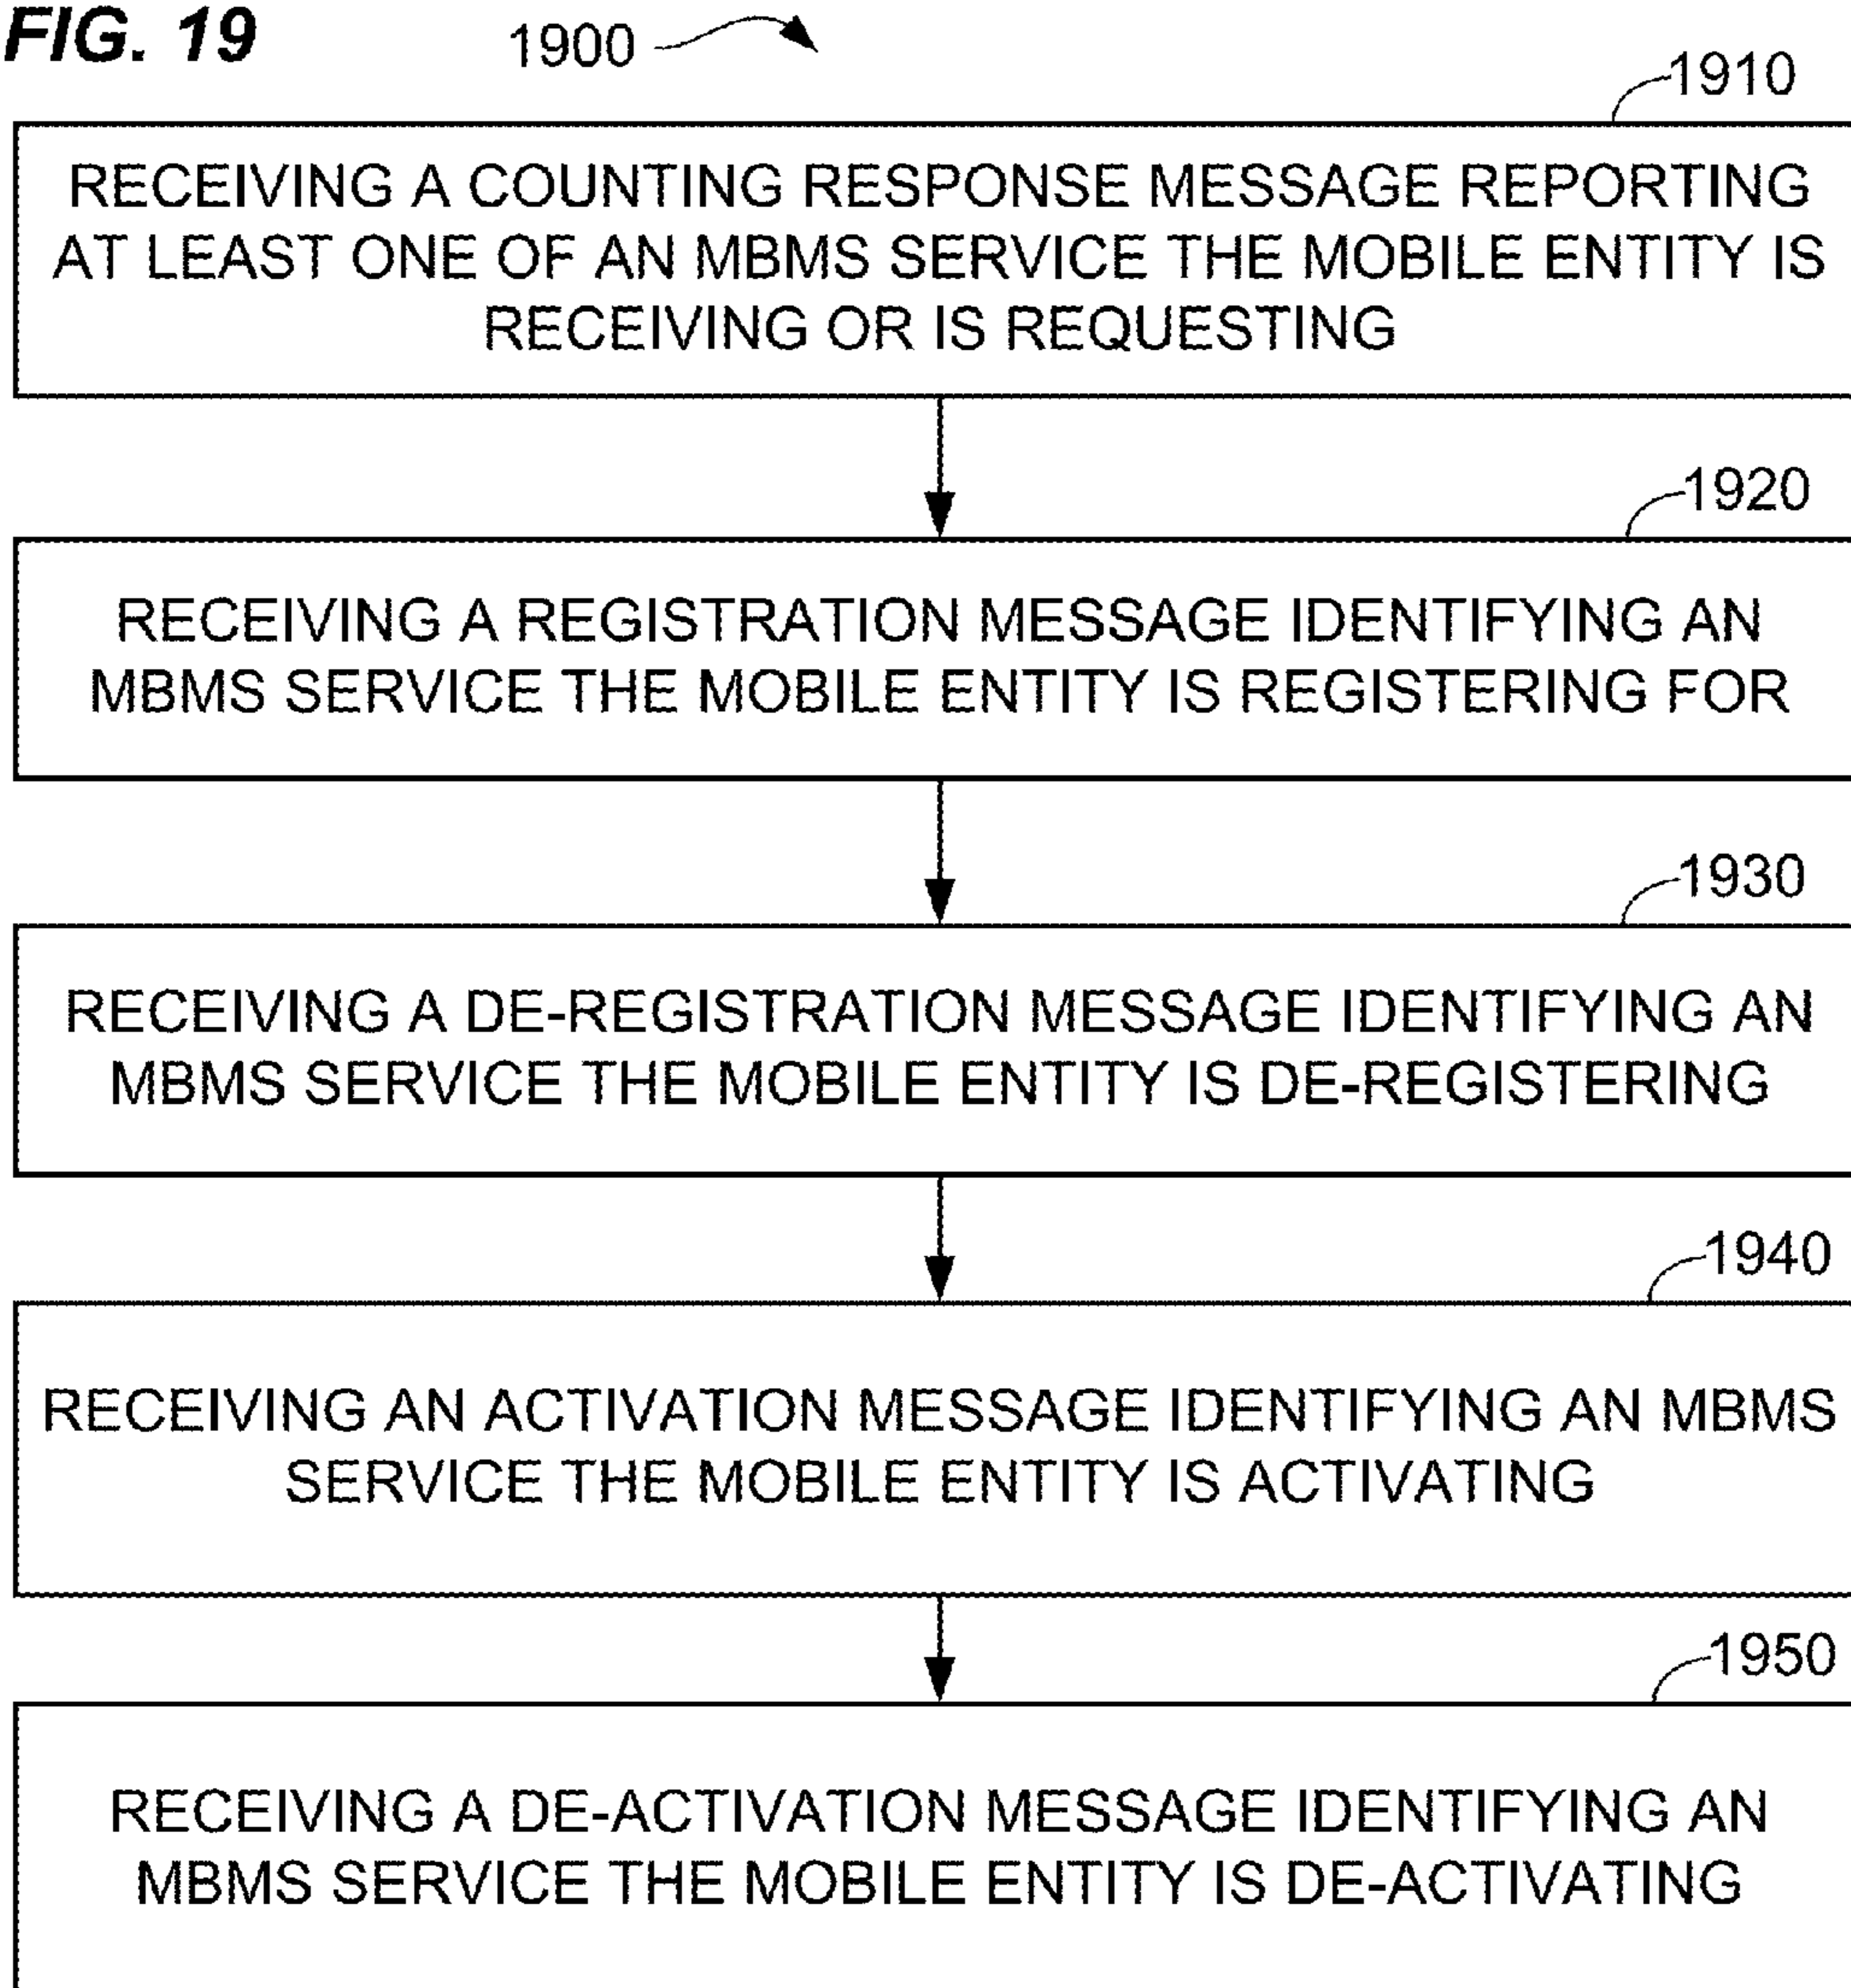 FIG. 19
1900
1910
RECEIVING A COUNTING RESPONSE MESSAGE REPORTING
AT LEAST ONE OF AN MBMS SERVICE THE MOBILE ENTITY IS
RECEIVING OR IS REQUESTING
1920
RECEIVING A REGISTRATION MESSAGE IDENTIFYING AN
MBMS SERVICE THE MOBILE ENTITY IS REGISTERING FOR
1930
RECEIVING A DE-REGISTRATION MESSAGE IDENTIFYING AN
MBMS SERVICE THE MOBILE ENTITY IS DE-REGISTERING
1940
RECEIVING AN ACTIVATION MESSAGE IDENTIFYING AN MBMS
SERVICE THE MOBILE ENTITY IS ACTIVATING
1950
RECEIVING A DE-ACTIVATION MESSAGE IDENTIFYING AN
MBMS SERVICE THE MOBILE ENTITY IS DE-ACTIVATING